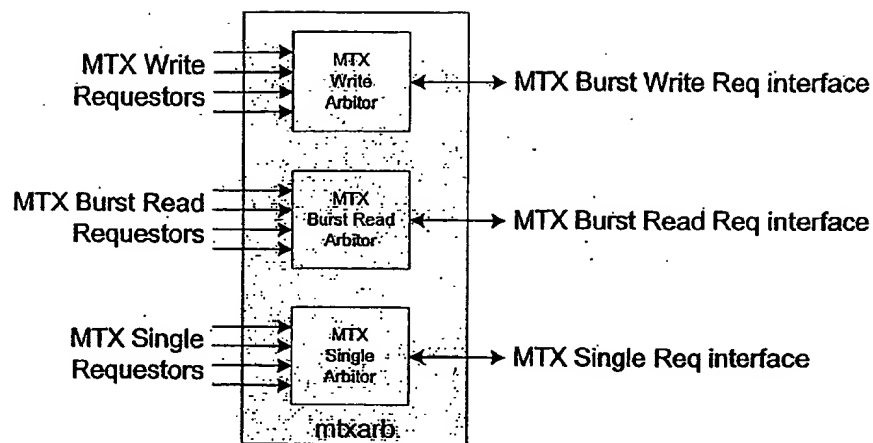 MTX Write
Requestors
MTX
Write
Arbitor
MTX Burst Write Req interface
MTX Burst Read
Requestors
MTX
Burst Read
Arbitor
MTX Burst Read Req interface
MTX Single
Requestors
MTX
Single
Arbitor
MTX Single Req interface
mtxarb